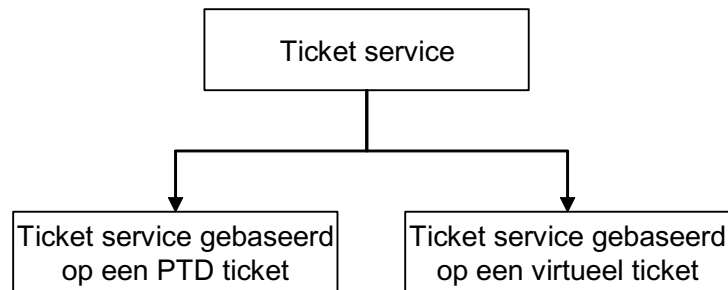 Ticket service
Ticket service gebaseerd
op een PTD ticket
Ticket service gebaseerd
op een virtueel ticket